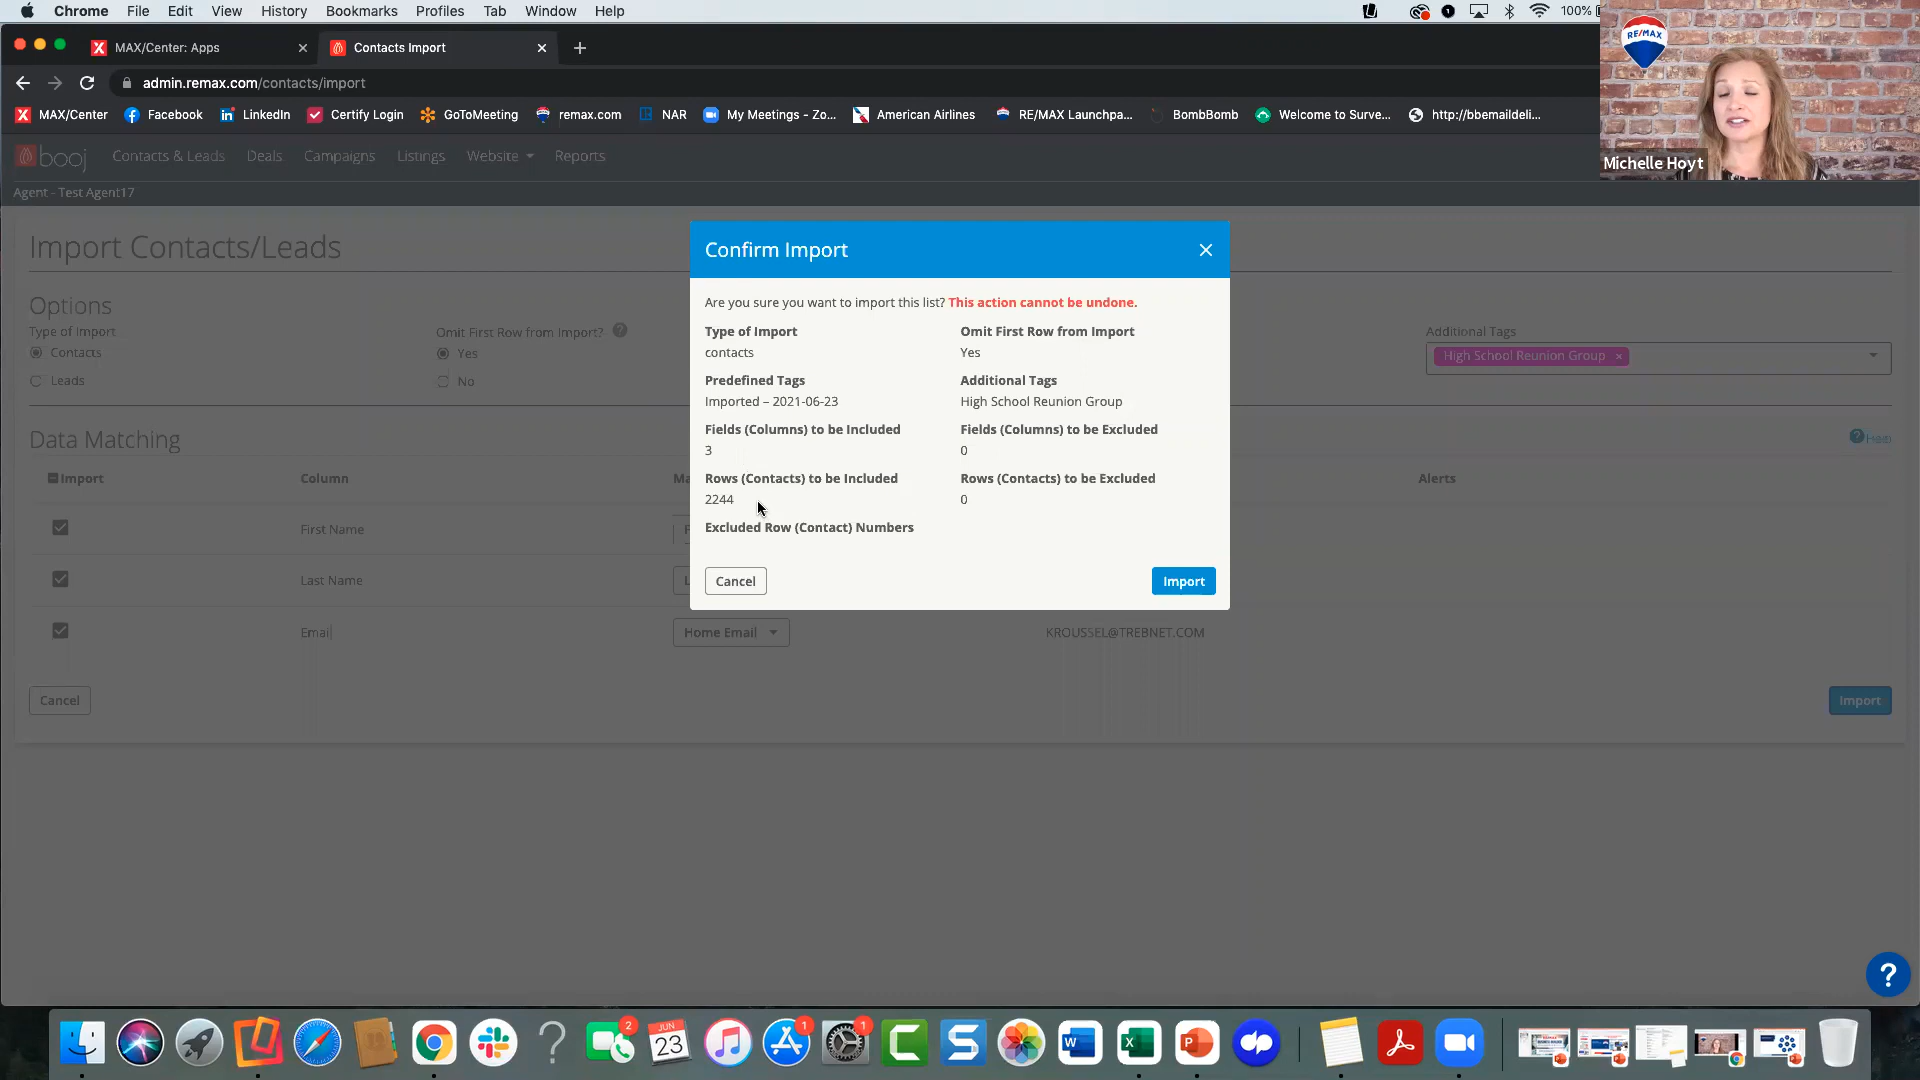 Chrome File Edit View History Bookmarks Profiles Tab Window Help
100%
MAX/Center: Apps
Contacts Import
admin.remax.com/contacts/import
MAX/Center Facebook LinkedIn Certify Login GoToMeeting remax.com NAR My Meetings - Zo... American Airlines RE/MAX Launchpa... BombBomb Welcome to Surve... http://bbemaildeli...
RE/MAX
Michelle Hoyt
booj Contacts & Leads Deals Campaigns Listings Website Reports
Agent - Test Agent17
Import Contacts/Leads
Options
Type of Import
Contacts
Leads
Omit First Row from Import?
Yes
No
Additional Tags
High School Reunion Group ×
Data Matching
Import Column Alerts
First Name
Last Name
Email Home Email KROUSSEL@TREBNET.COM
Cancel Import
Confirm Import
Are you sure you want to import this list? This action cannot be undone.
Type of Import
contacts
Omit First Row from Import
Yes
Predefined Tags
Imported – 2021-06-23
Additional Tags
High School Reunion Group
Fields (Columns) to be Included
3
Fields (Columns) to be Excluded
0
Rows (Contacts) to be Included
2244
Rows (Contacts) to be Excluded
0
Excluded Row (Contact) Numbers
Cancel Import
?
2
JUN
23
1
1